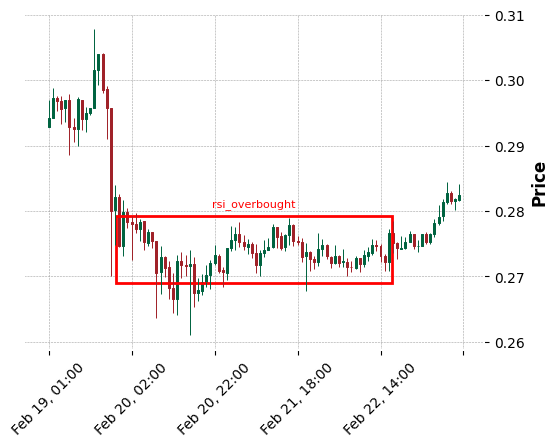 0.31
0.30
0.29
rsi_overbought
0.28
0.27
0.26
Price
Feb 19, 01:00
Feb 20, 02:00
Feb 20, 22:00
Feb 21, 18:00
Feb 22, 14:00